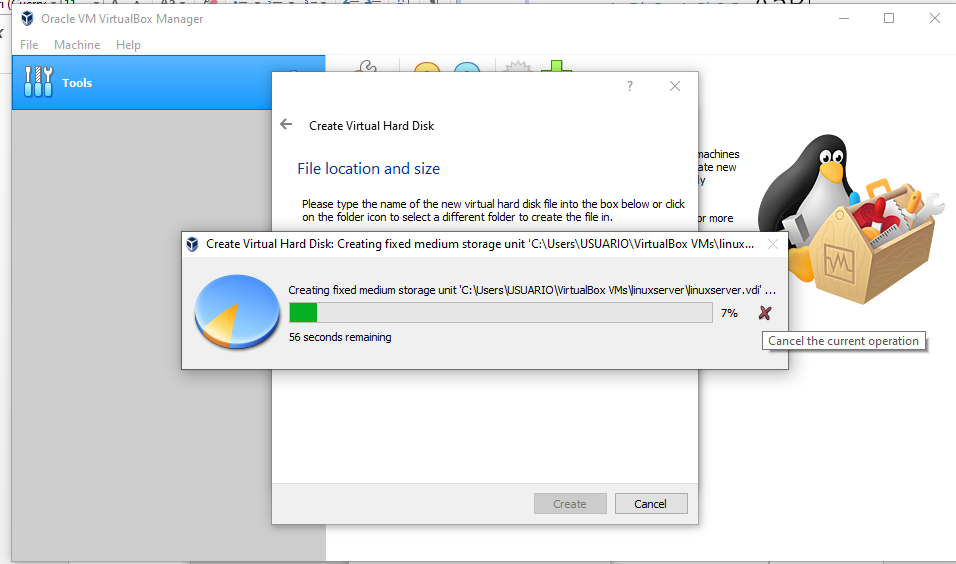 Oracle VM VirtualBox Manager
File Machine Help
Tools
?
Create Virtual Hard Disk
File location and size
Please type the name of the new virtual hard disk file into the box below or click
on the folder icon to select a different folder to create the file in.
machines
ate new
ly
or more
Create Virtual Hard Disk: Creating fixed medium storage unit 'C:\Users\USUARIO\VirtualBox VMs\linux...
Creating fixed medium storage unit 'C:\Users\USUARIO\VirtualBox VMs\linuxserver\linuxserver.vdi' ...
7%
56 seconds remaining
Cancel the current operation
Create Cancel